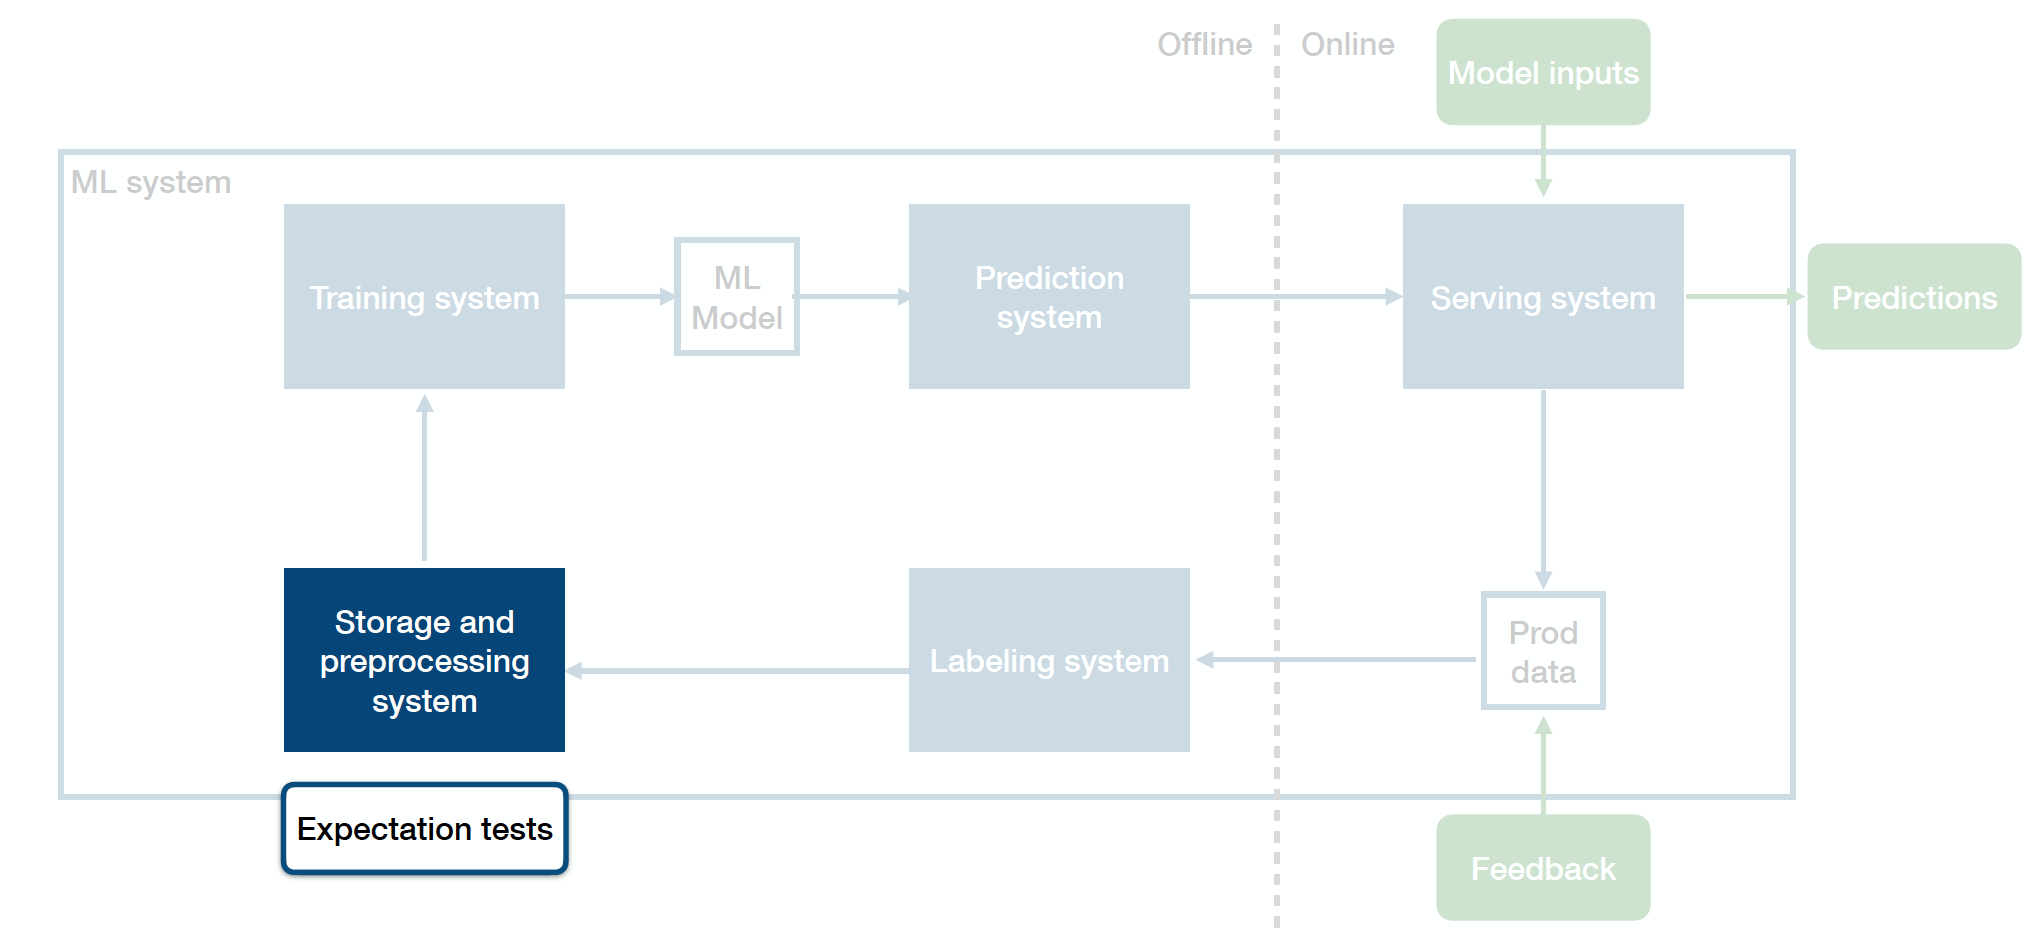 Offline
Online
Model inputs
ML system
Training system
ML
Model
Prediction
system
Serving system
Predictions
Storage and
preprocessing
system
Labeling system
Prod
data
Expectation tests
Feedback